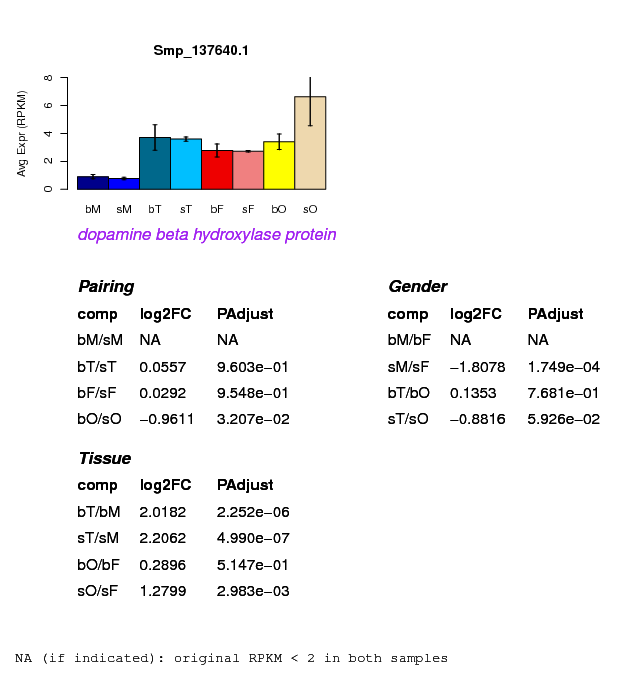 Smp_137640.1
Avg Expr (RPKM)
8
6
4
2
0
bM sM bT sT bF sF bO sO
dopamine beta hydroxylase protein
Pairing
comp log2FC PAdjust
bM/sM NA NA
bT/sT 0.0557 9.603e−01
bF/sF 0.0292 9.548e−01
bO/sO −0.9611 3.207e−02
Gender
comp log2FC PAdjust
bM/bF NA NA
sM/sF −1.8078 1.749e−04
bT/bO 0.1353 7.681e−01
sT/sO −0.8816 5.926e−02
Tissue
comp log2FC PAdjust
bT/bM 2.0182 2.252e−06
sT/sM 2.2062 4.990e−07
bO/bF 0.2896 5.147e−01
sO/sF 1.2799 2.983e−03
NA (if indicated): original RPKM < 2 in both samples